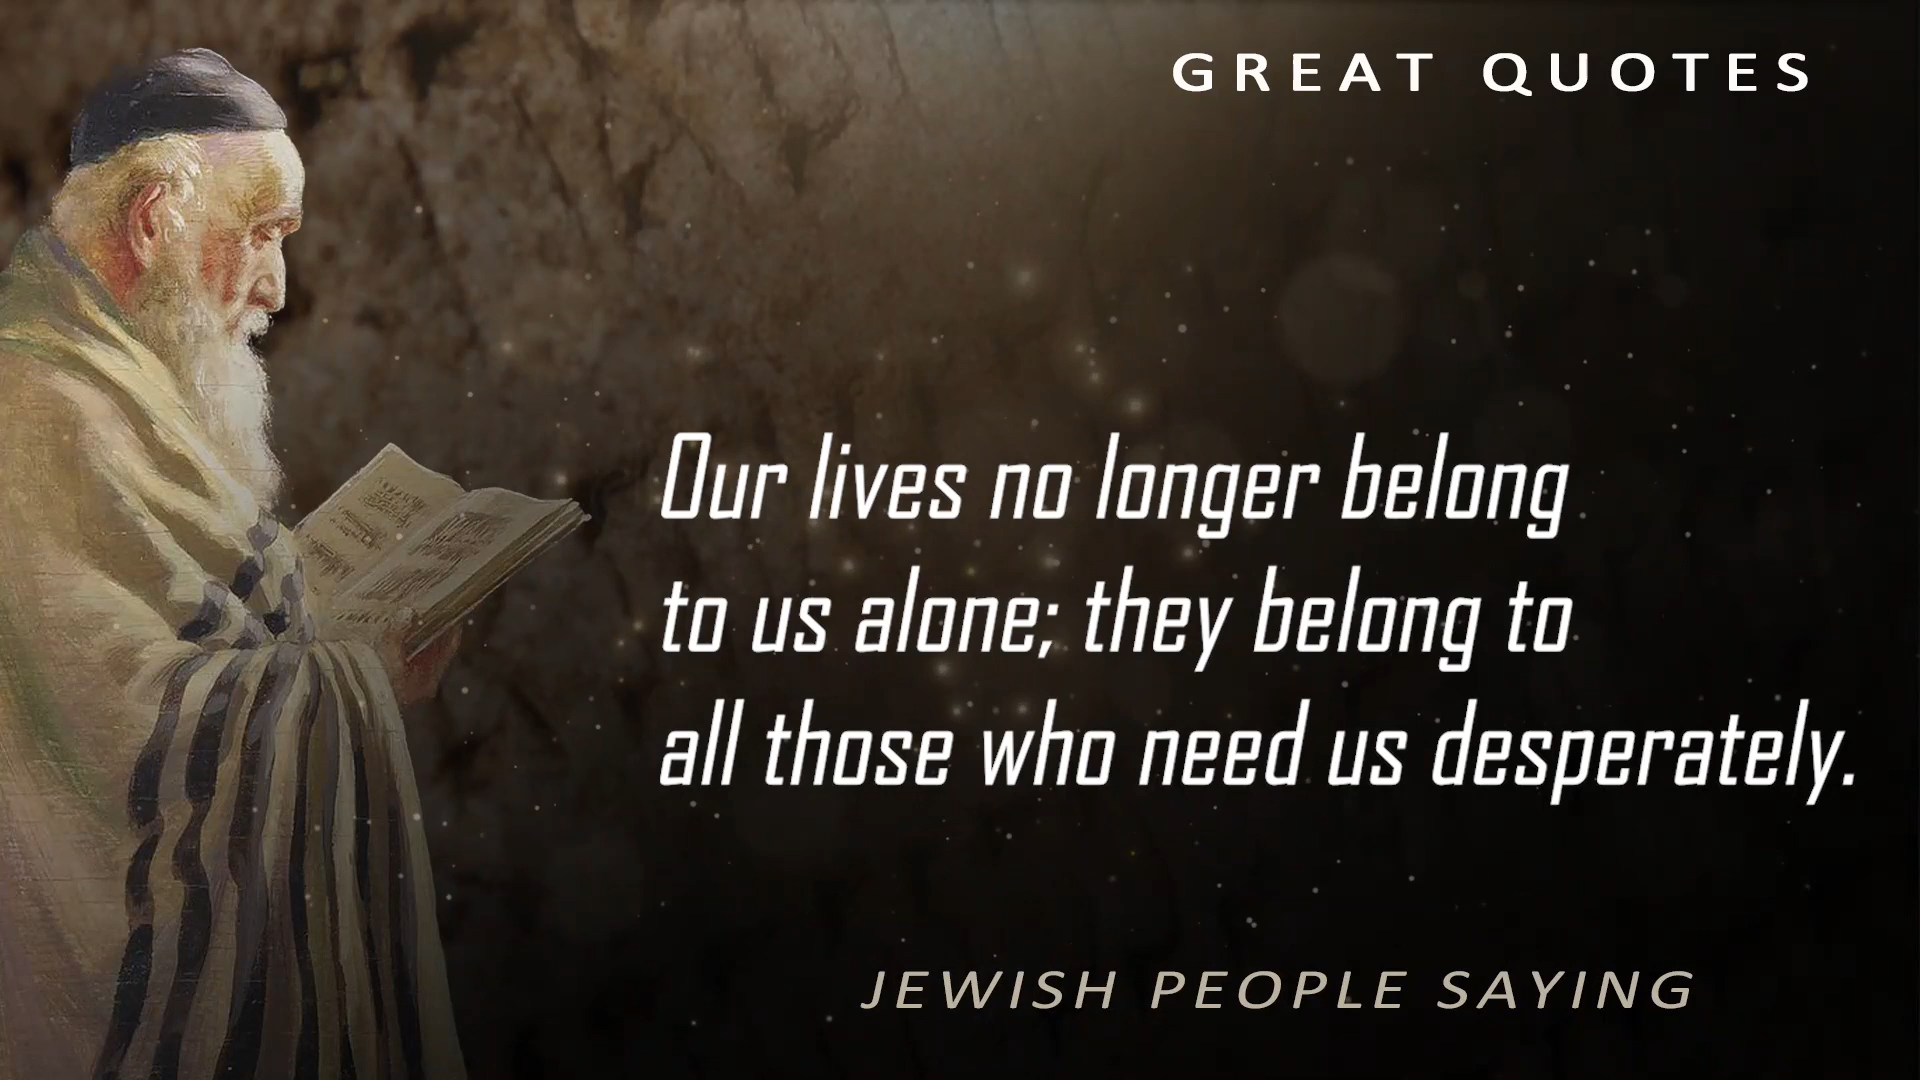 GREAT QUOTES
Our lives no longer belong
to us alone; they belong to
all those who need us desperately.
JEWISH PEOPLE SAYING